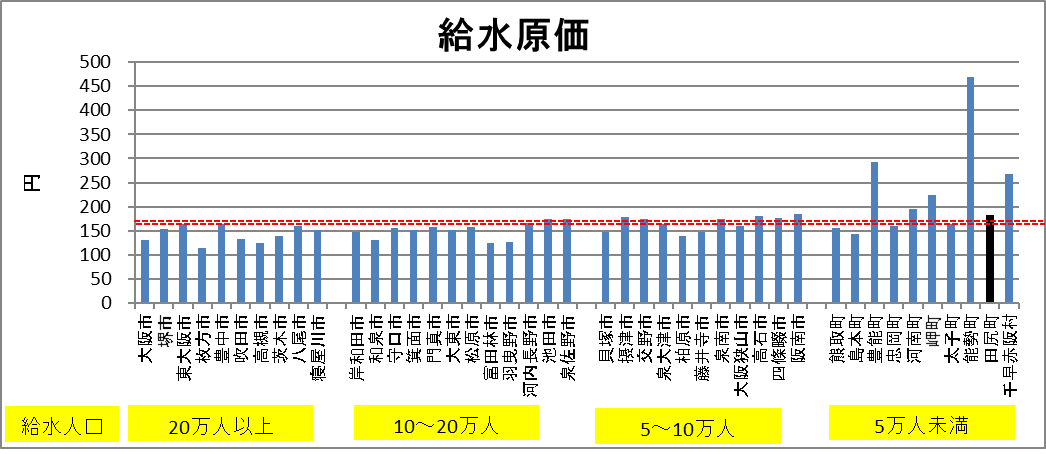 給水原価
円
500
450
400
350
300
250
200
150
100
50
0
大阪市
堺市
東大阪市
枚方市
豊中市
吹田市
高槻市
茨木市
八尾市
寝屋川市
岸和田市
和泉市
守口市
箕面市
門真市
大東市
松原市
富田林市
羽曳野市
河内長野市
池田市
泉佐野市
貝塚市
摂津市
交野市
泉大津市
柏原市
藤井寺市
泉南市
大阪狭山市
高石市
四條畷市
阪南市
熊取町
島本町
豊能町
忠岡町
河南町
岬町
太子町
能勢町
田尻町
千早赤阪村
給水人口
20万人以上
10～20万人
5～10万人
5万人未満